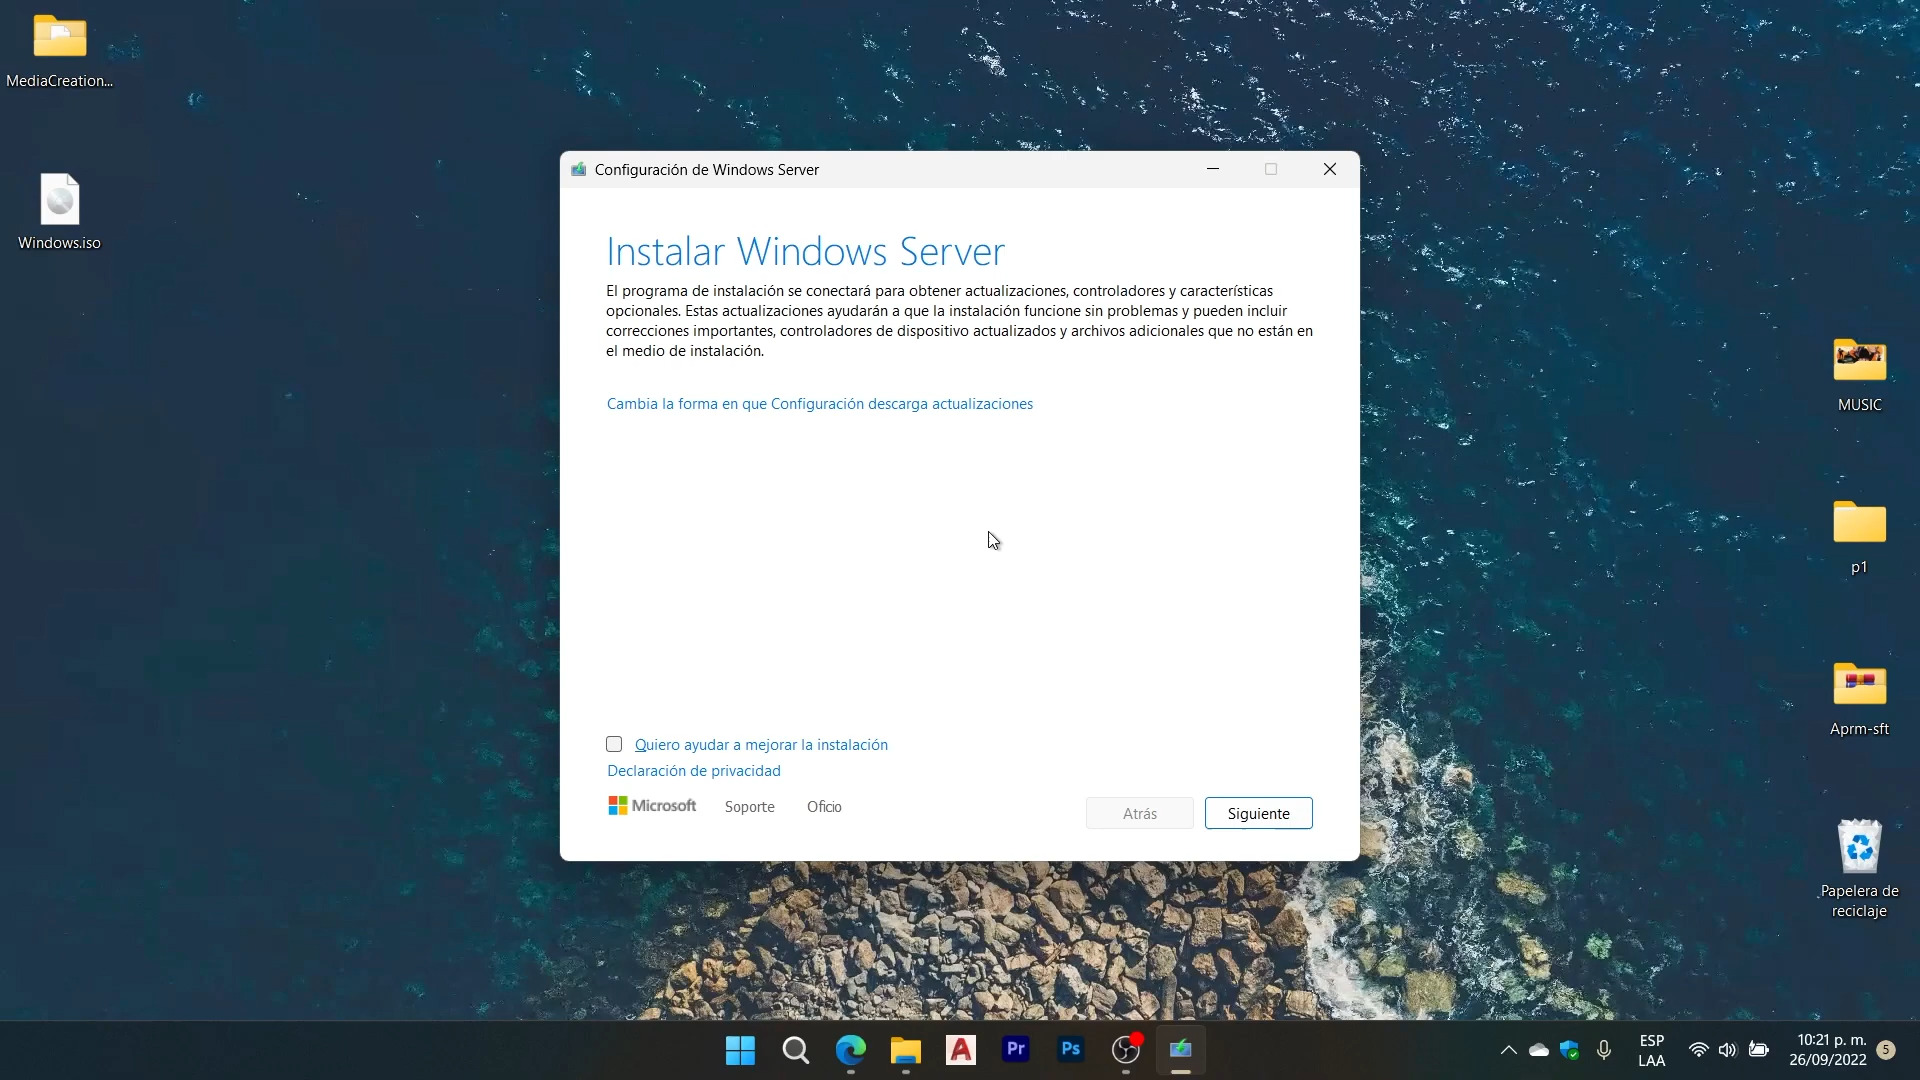 MediaCreation...
Windows.iso
Configuración de Windows Server
Instalar Windows Server
El programa de instalación se conectará para obtener actualizaciones, controladores y características
opcionales. Estas actualizaciones ayudarán a que la instalación funcione sin problemas y pueden incluir
correcciones importantes, controladores de dispositivo actualizados y archivos adicionales que no están en
el medio de instalación.
Cambia la forma en que Configuración descarga actualizaciones
Quiero ayudar a mejorar la instalación
Declaración de privacidad
Microsoft
Soporte
Oficio
Atrás
Siguiente
MUSIC
p1
Aprm-sft
Papelera de
reciclaje
A
Pr
Ps
ESP
LAA
10:21 p. m.
26/09/2022
5